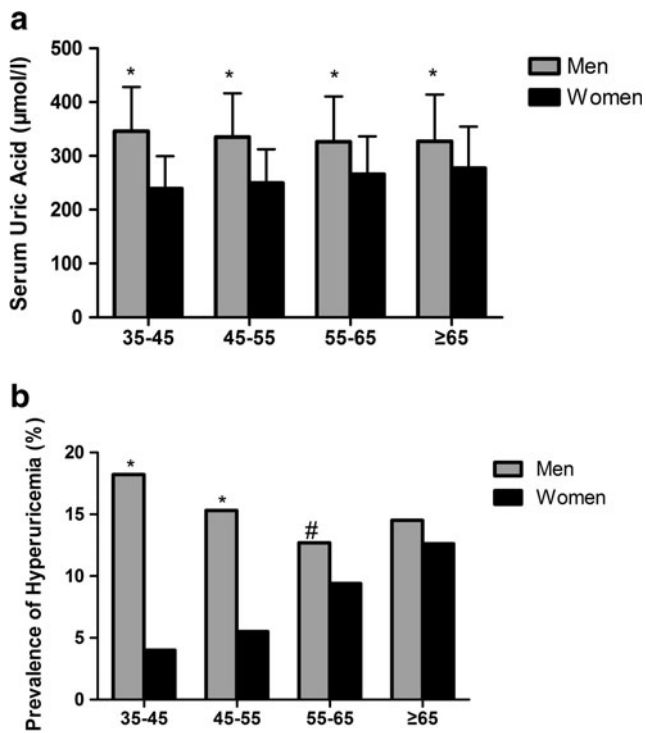 a
Serum Uric Acid (μmol/l)
500
400
300
200
100
0
* * * *
Men
Women
35-45 45-55 55-65 ≥65
b
Prevalence of Hyperuricemia (%)
20
15
10
5
0
* * #
Men
Women
35-45 45-55 55-65 ≥65